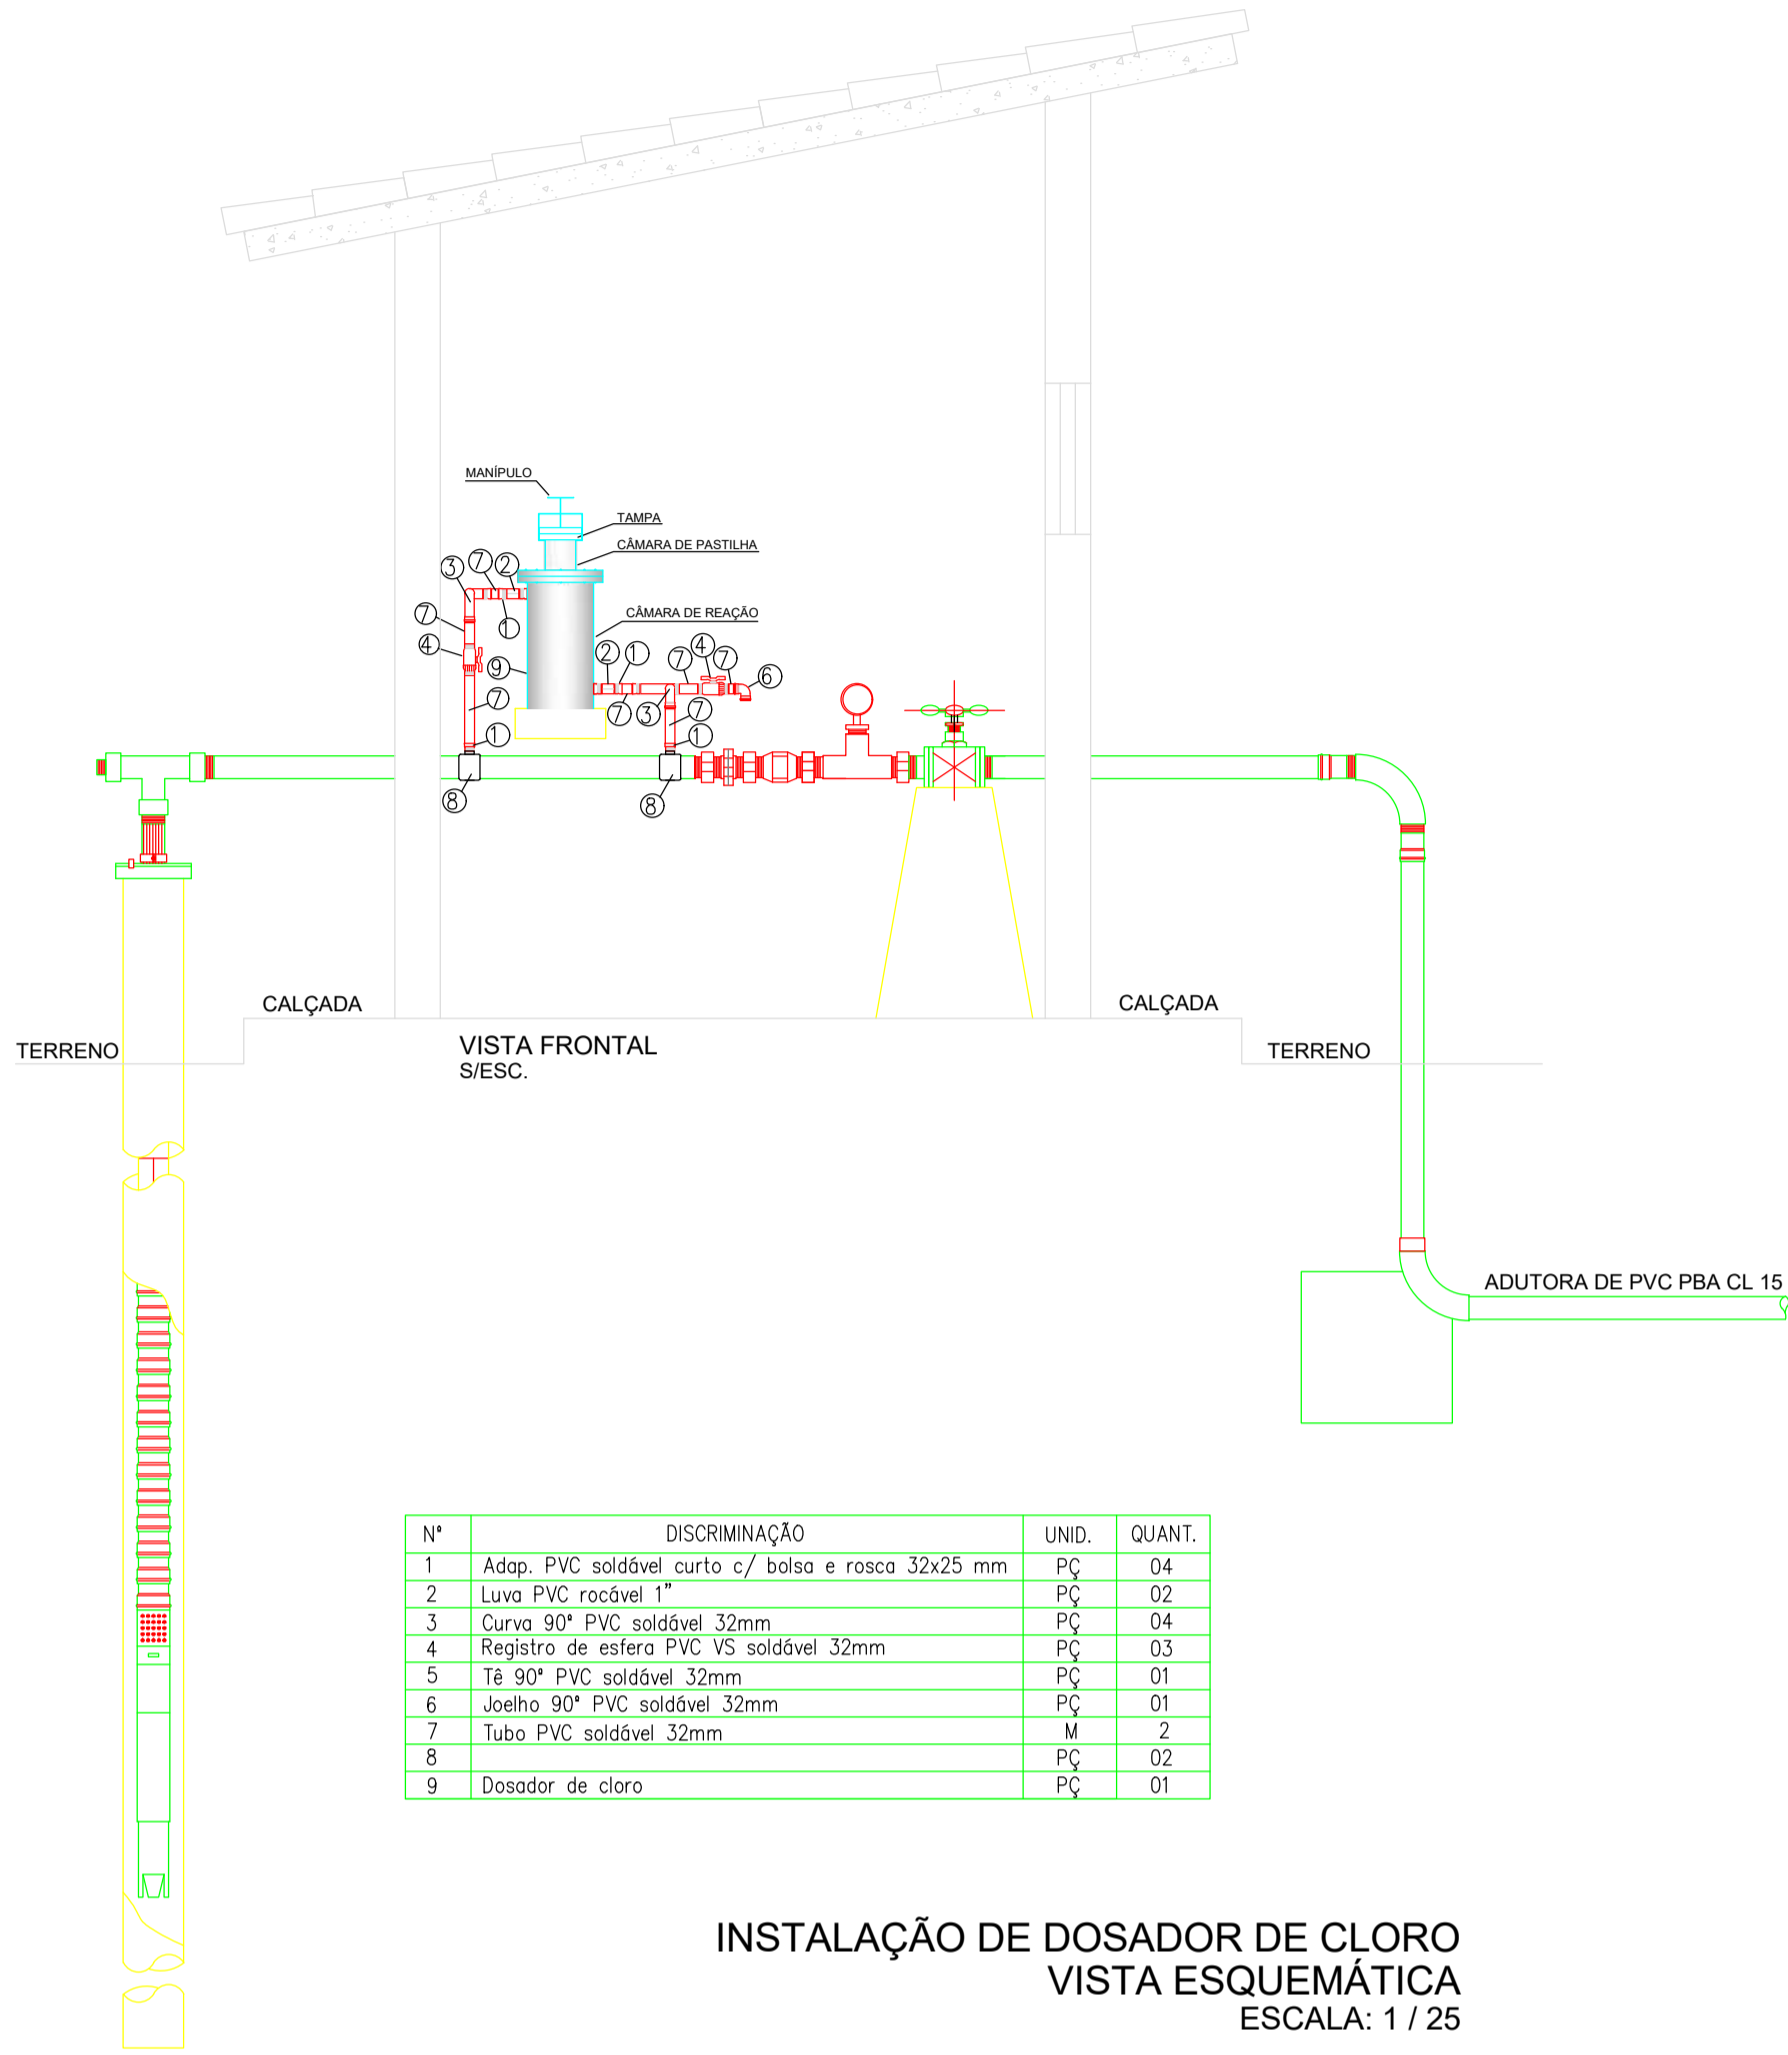 MANÍPULO
TAMPA
CÂMARA DE PASTILHA
3 7 2
7 1
CÂMARA DE REAÇÃO
4
9
2 1 7 4 7 6
7
7 3 7
1 1
8 8
CALÇADA CALÇADA
TERRENO TERRENO
VISTA FRONTAL
S/ESC.
ADUTORA DE PVC PBA CL 15
Nº DISCRIMINAÇÃO UNID. QUANT.
1 Adap. PVC soldável curto c/ bolsa e rosca 32x25 mm PÇ 04
2 Luva PVC rocável 1" PÇ 02
3 Curva 90º PVC soldável 32mm PÇ 04
4 Registro de esfera PVC VS soldável 32mm PÇ 03
5 Tê 90º PVC soldável 32mm PÇ 01
6 Joelho 90º PVC soldável 32mm PÇ 01
7 Tubo PVC soldável 32mm M 2
8 PÇ 02
9 Dosador de cloro PÇ 01
INSTALAÇÃO DE DOSADOR DE CLORO
VISTA ESQUEMÁTICA
ESCALA: 1 / 25